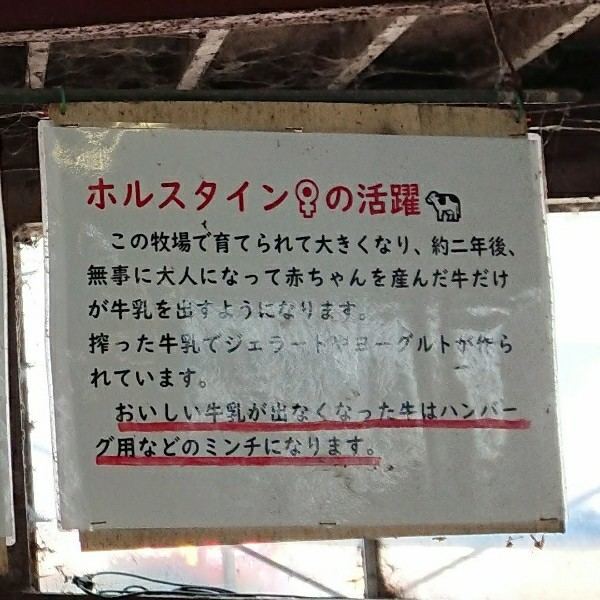 ホルスタイン♀の活躍
この牧場で育てられて大きくなり、約二年後、
無事に大人になって赤ちゃんを産んだ牛だけ
が牛乳を出すようになります。
搾った牛乳でジェラートやヨーグルトが作ら
れています。
おいしい牛乳が出なくなった牛はハンバー
グ用などのミンチになります。